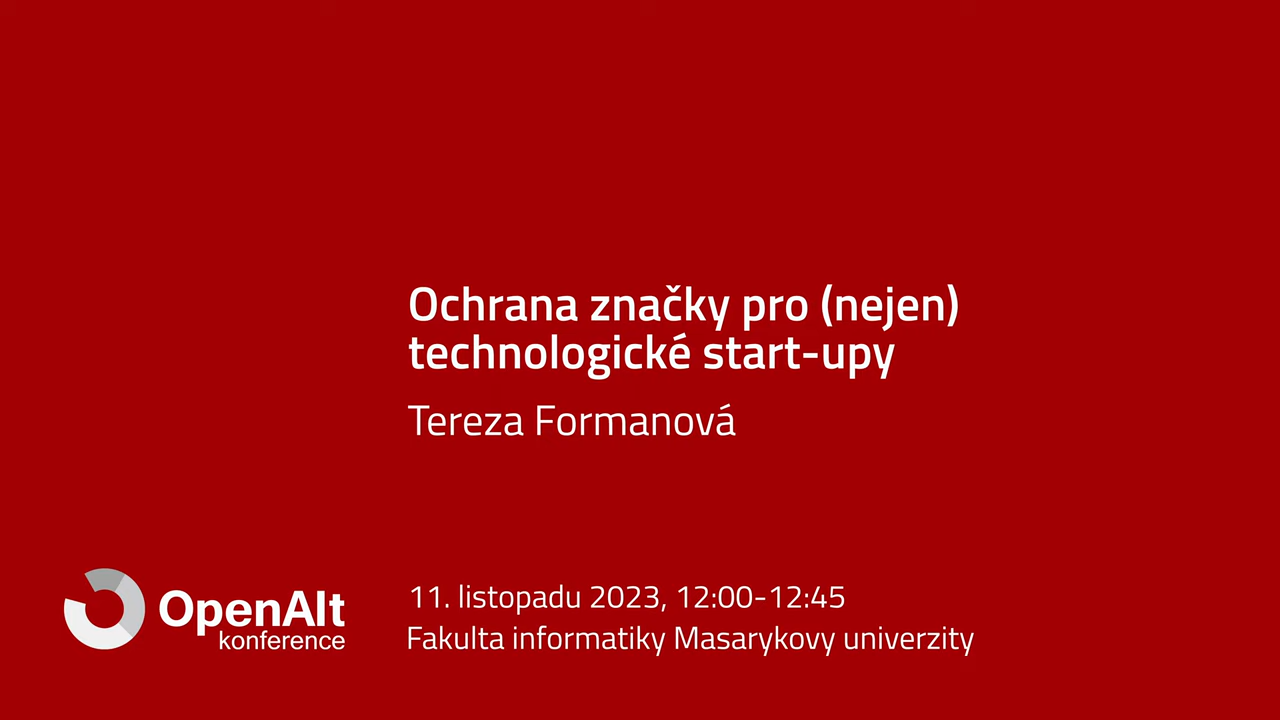 Ochrana značky pro (nejen)
technologické start-upy
Tereza Formanová
OpenAlt
konference
11. listopadu 2023, 12:00-12:45
Fakulta informatiky Masarykovy univerzity